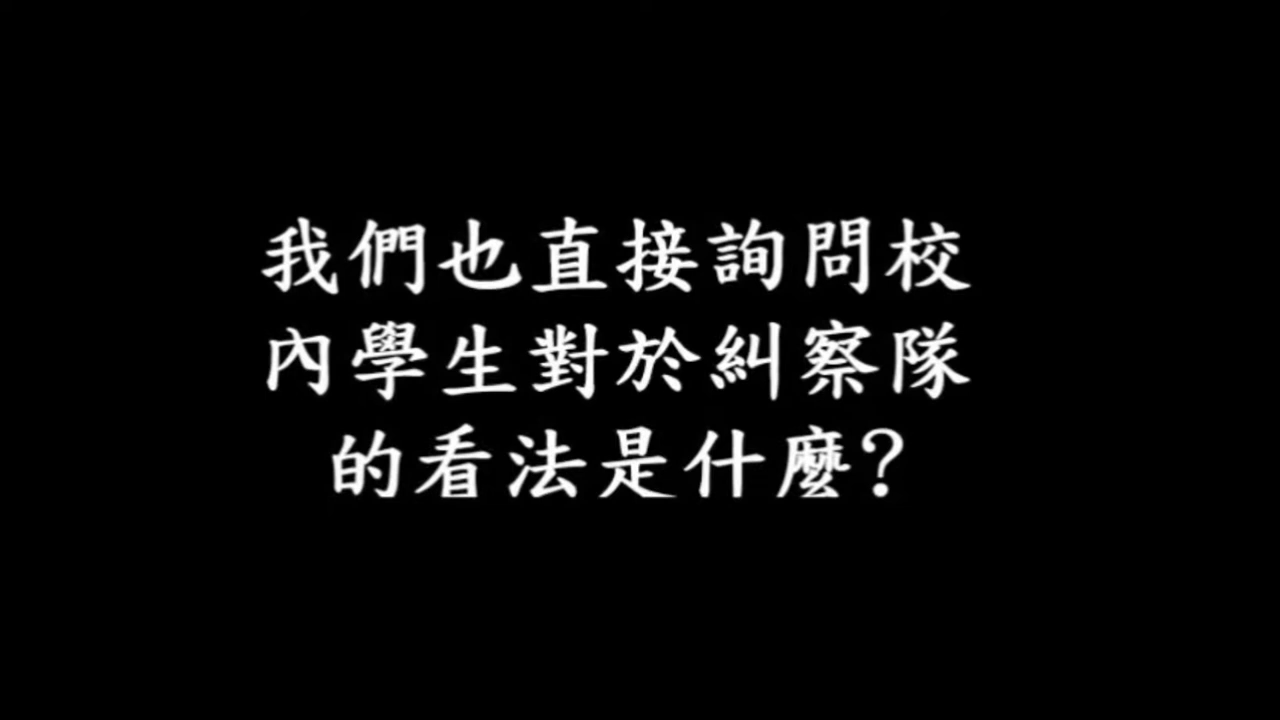 我們也直接詢問校
內學生對於糾察隊
的看法是什麼?